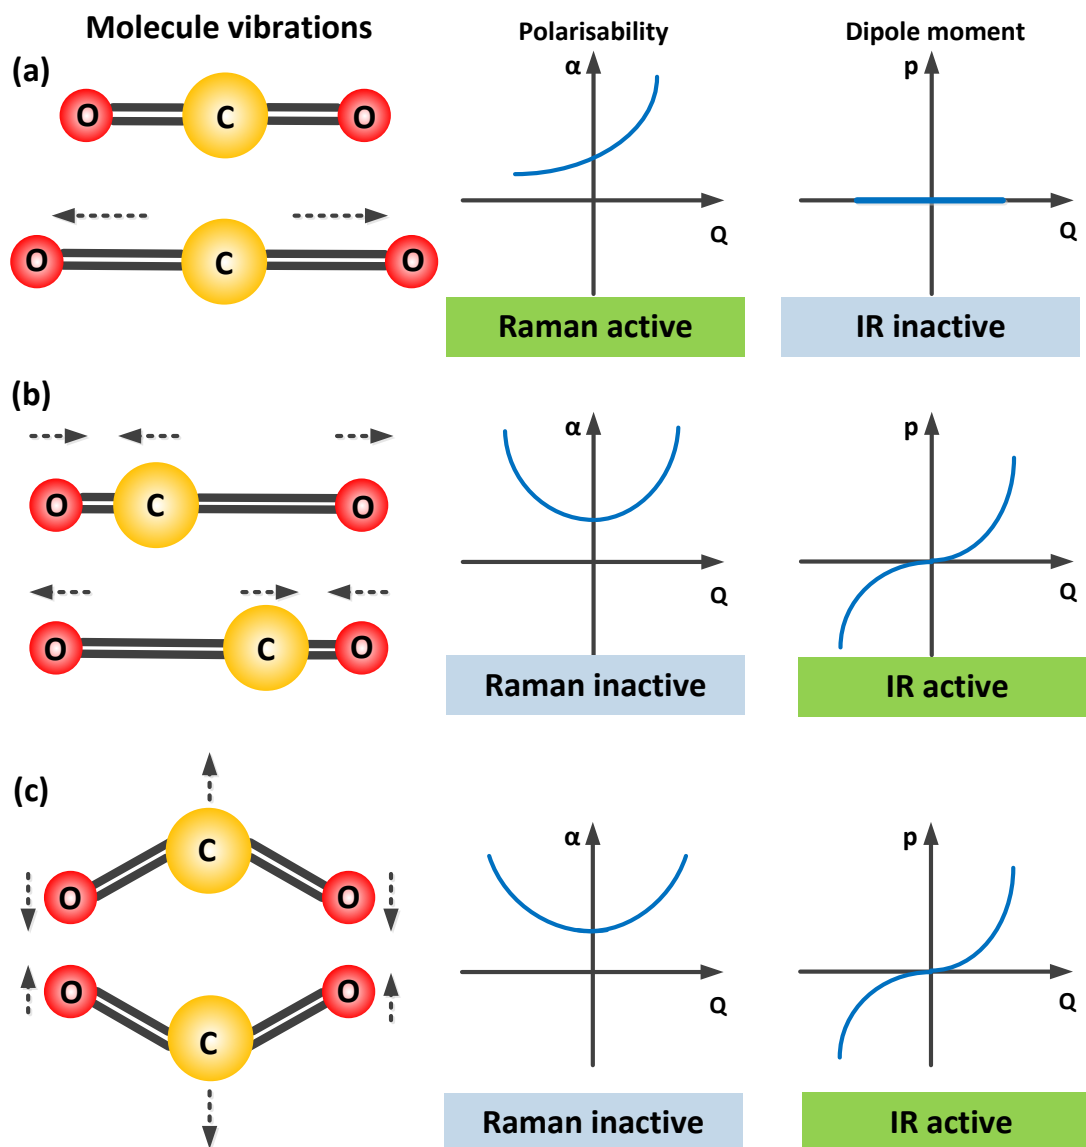 Molecule vibrations
Polarisability
Dipole moment
(a)
O C O
O C O
α
Q
Raman active
p
Q
IR inactive
(b)
O C O
O C O
α
Q
Raman inactive
p
Q
IR active
(c)
C
O O
O O
C
α
Q
Raman inactive
p
Q
IR active